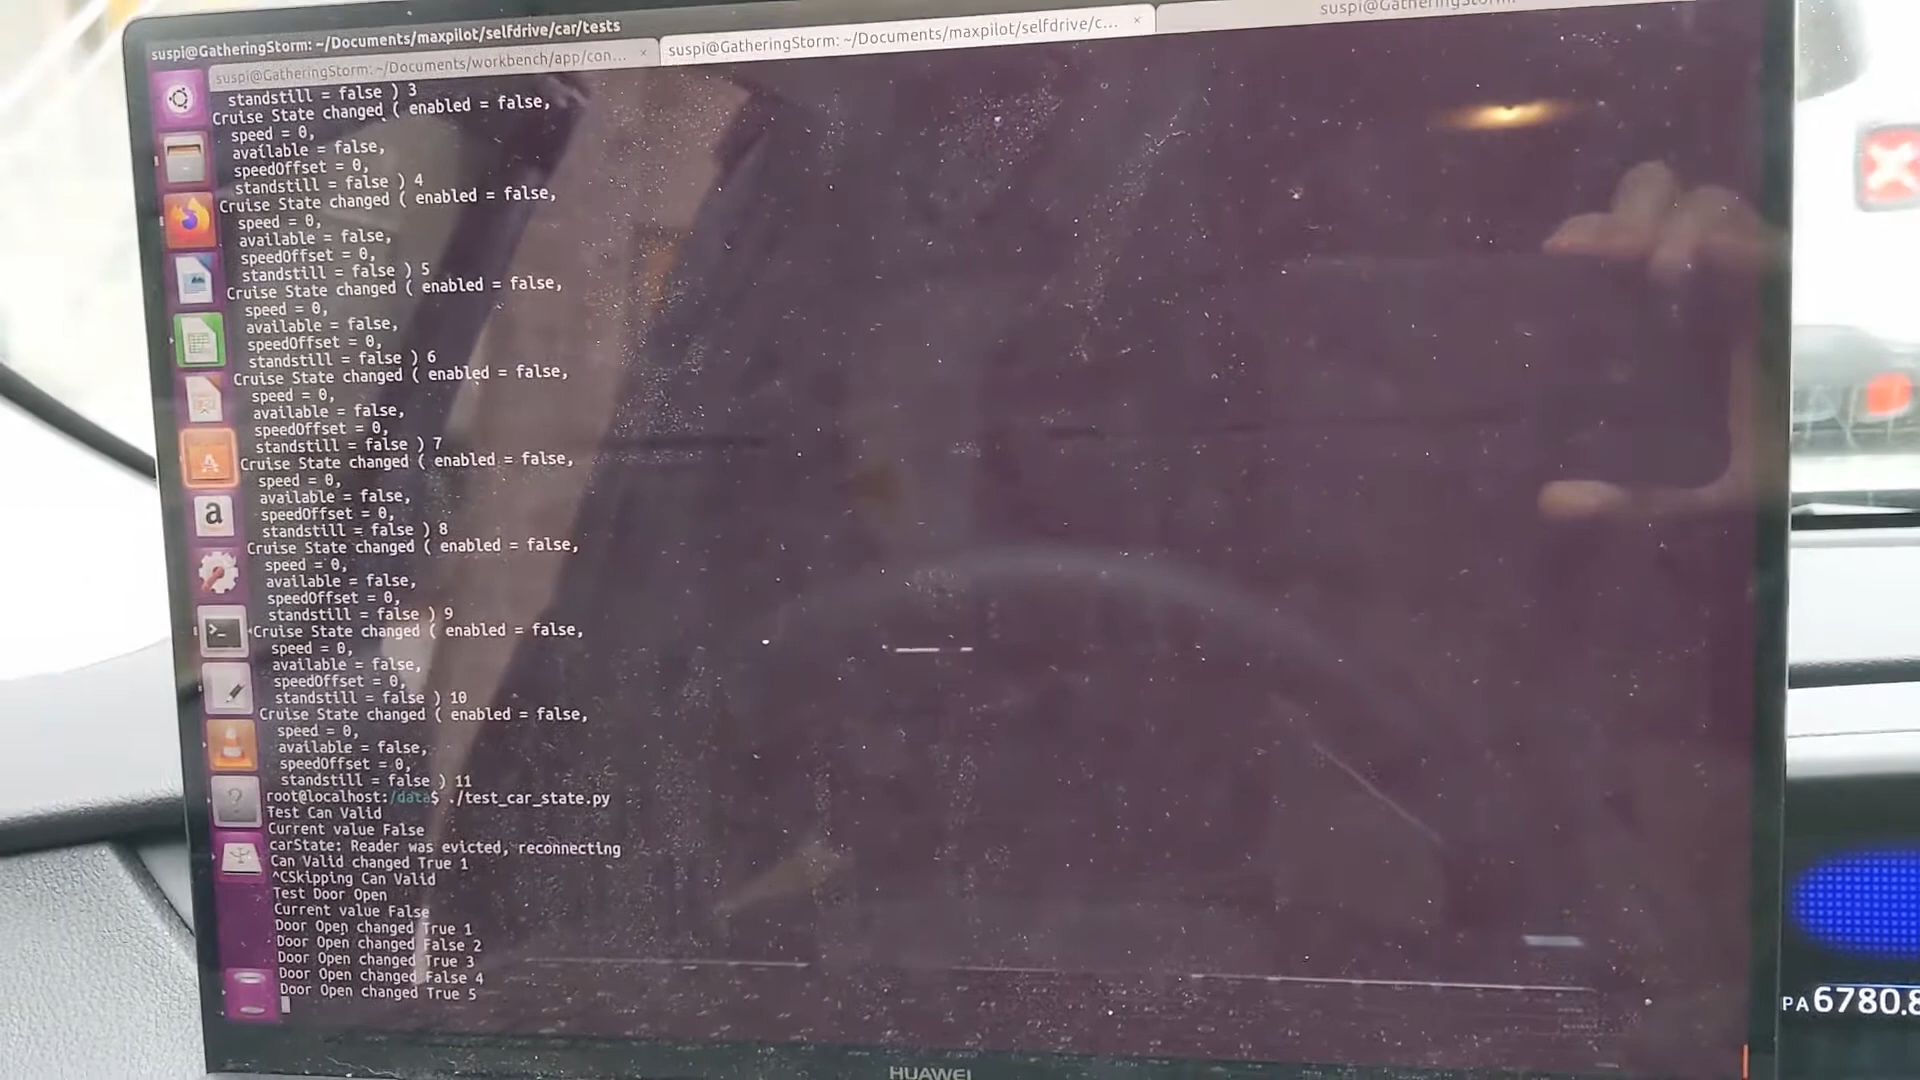 suspi@GatheringStorm: ~/Documents/maxpilot/selfdrive/car/tests
suspi@GatheringStorm: ~/Documents/workbench/app/con... ×
suspi@GatheringStorm: ~/Documents/maxpilot/selfdrive/c... ×
suspi@GatheringStorm:
standstill = false ) 3
Cruise State changed ( enabled = false,
speed = 0,
available = false,
speedOffset = 0,
standstill = false ) 4
Cruise State changed ( enabled = false,
speed = 0,
available = false,
speedOffset = 0,
standstill = false ) 5
Cruise State changed ( enabled = false,
speed = 0,
available = false,
speedOffset = 0,
standstill = false ) 6
Cruise State changed ( enabled = false,
speed = 0,
available = false,
speedOffset = 0,
standstill = false ) 7
Cruise State changed ( enabled = false,
speed = 0,
available = false,
speedOffset = 0,
standstill = false ) 8
Cruise State changed ( enabled = false,
speed = 0,
available = false,
speedOffset = 0,
standstill = false ) 9
Cruise State changed ( enabled = false,
speed = 0,
available = false,
speedOffset = 0,
standstill = false ) 10
Cruise State changed ( enabled = false,
speed = 0,
available = false,
speedOffset = 0,
standstill = false ) 11
root@localhost:/data$ ./test_car_state.py
Test Can Valid
Current value False
carState: Reader was evicted, reconnecting
Can Valid changed True 1
^CSkipping Can Valid
Test Door Open
Current value False
Door Open changed True 1
Door Open changed False 2
Door Open changed True 3
Door Open changed False 4
Door Open changed True 5
HUAWEI
PA 6780.8